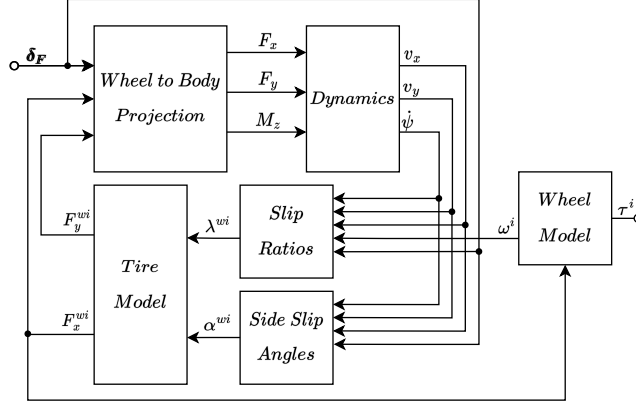 δ_F
Wheel to Body
Projection
F_x
F_y
M_z
Dynamics
v_x
v_y
ψ̇
F_y^{wi}
F_x^{wi}
Tire
Model
λ^{wi}
α^{wi}
Slip
Ratios
Side Slip
Angles
ω^i
Wheel
Model
τ^i